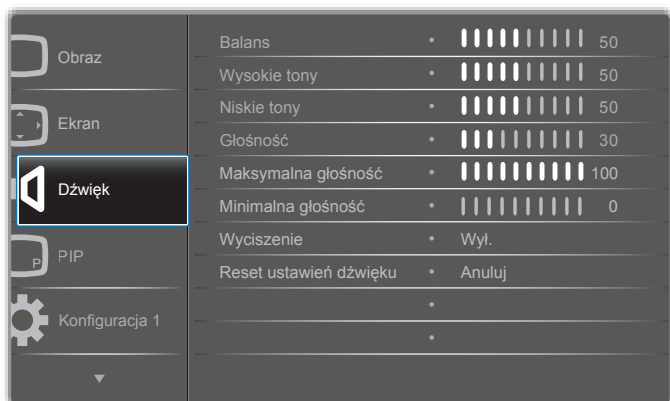 Obraz
Ekran
Dźwięk
P
PIP
Konfiguracja 1
Balans • 50
Wysokie tony • 50
Niskie tony • 50
Głośność • 30
Maksymalna głośność • 100
Minimalna głośność • 0
Wyciszenie • Wył.
Reset ustawień dźwięku • Anuluj
•
•